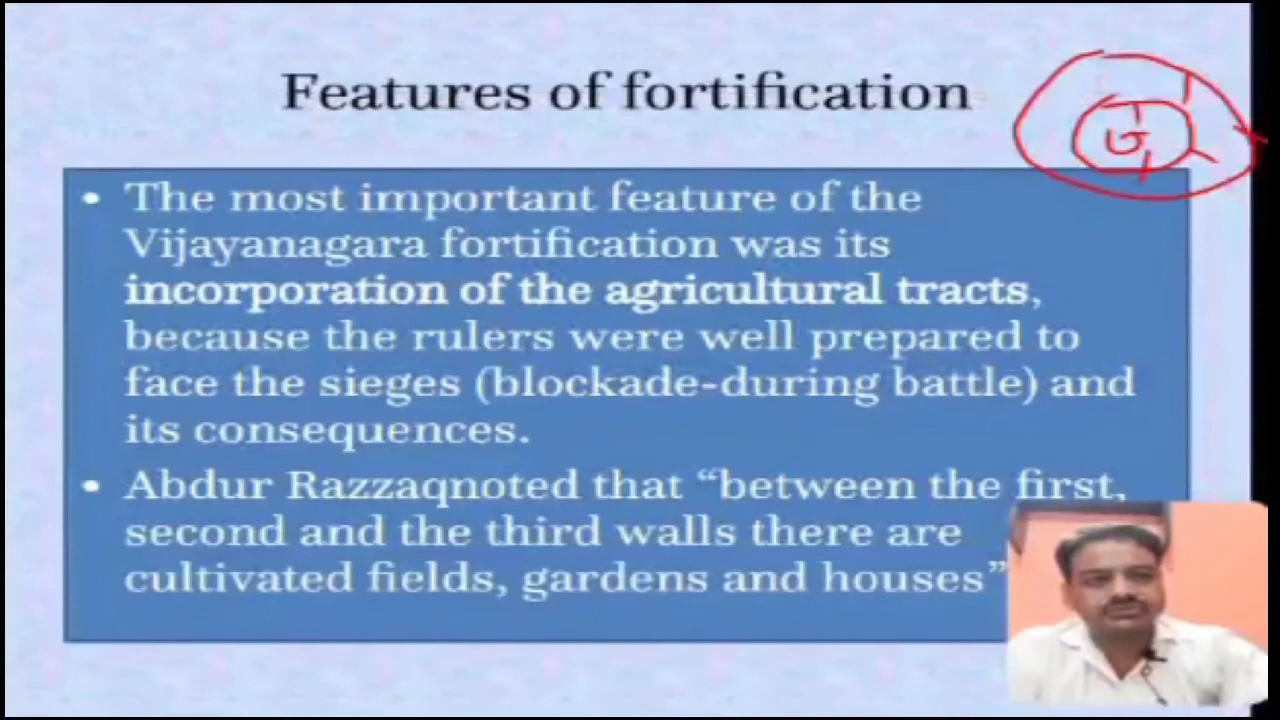 Features of fortification
• The most important feature of the
Vijayanagara fortification was its
incorporation of the agricultural tracts,
because the rulers were well prepared to
face the sieges (blockade-during battle) and
its consequences.
• Abdur Razzaqnoted that “between the first,
second and the third walls there are
cultivated fields, gardens and houses”